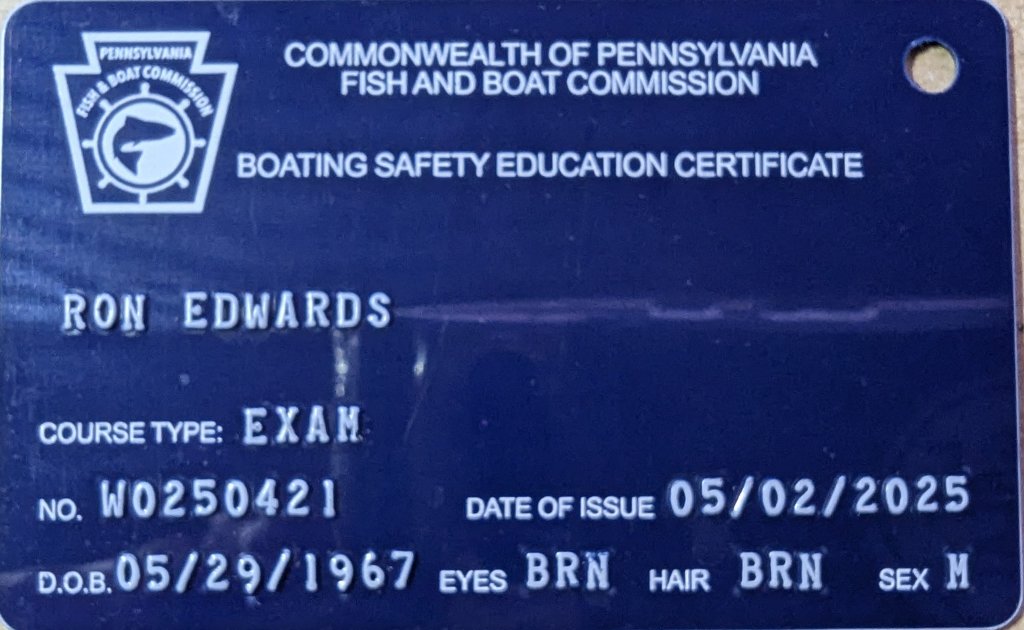 PENNSYLVANIA
FISH & BOAT COMMISSION
COMMONWEALTH OF PENNSYLVANIA
FISH AND BOAT COMMISSION
BOATING SAFETY EDUCATION CERTIFICATE
RON EDWARDS
COURSE TYPE: EXAM
NO. W0250421 DATE OF ISSUE 05/02/2025
D.O.B. 05/29/1967 EYES BRN HAIR BRN SEX M